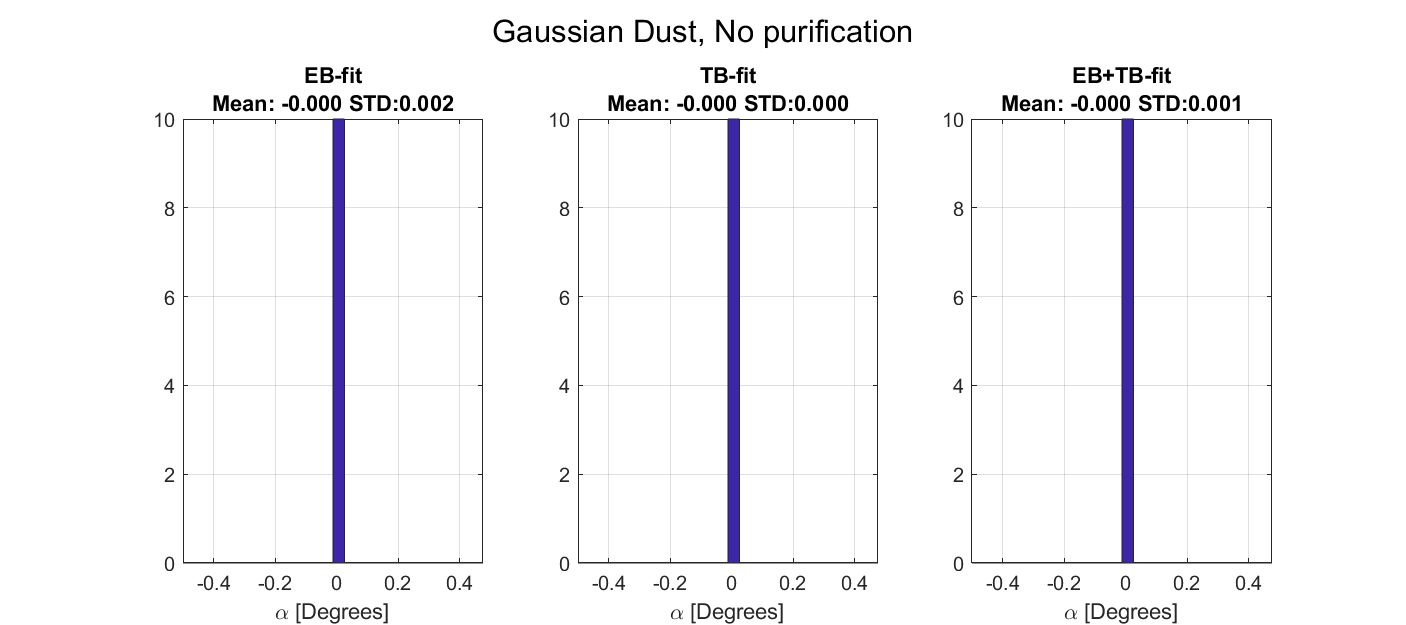 Gaussian Dust, No purification
EB-fit
Mean: -0.000 STD:0.002
10
8
6
4
2
0
-0.4 -0.2 0 0.2 0.4
α [Degrees]
TB-fit
Mean: -0.000 STD:0.000
10
8
6
4
2
0
-0.4 -0.2 0 0.2 0.4
α [Degrees]
EB+TB-fit
Mean: -0.000 STD:0.001
10
8
6
4
2
0
-0.4 -0.2 0 0.2 0.4
α [Degrees]